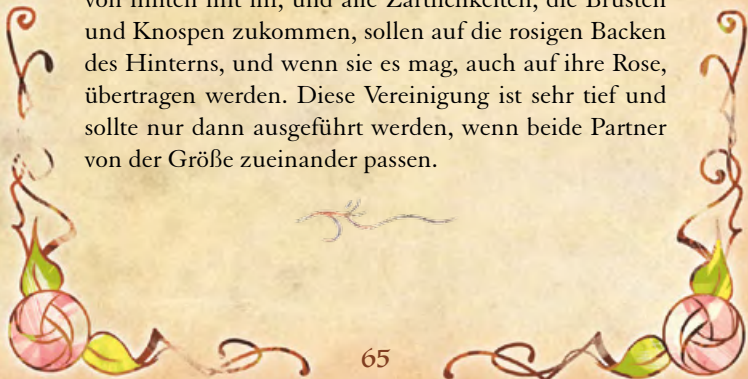 von hinten mit ihr, und alle Zärtlichkeiten, die Brüsten
und Knospen zukommen, sollen auf die rosigen Backen
des Hinterns, und wenn sie es mag, auch auf ihre Rose,
übertragen werden. Diese Vereinigung ist sehr tief und
sollte nur dann ausgeführt werden, wenn beide Partner
von der Größe zueinander passen.
65